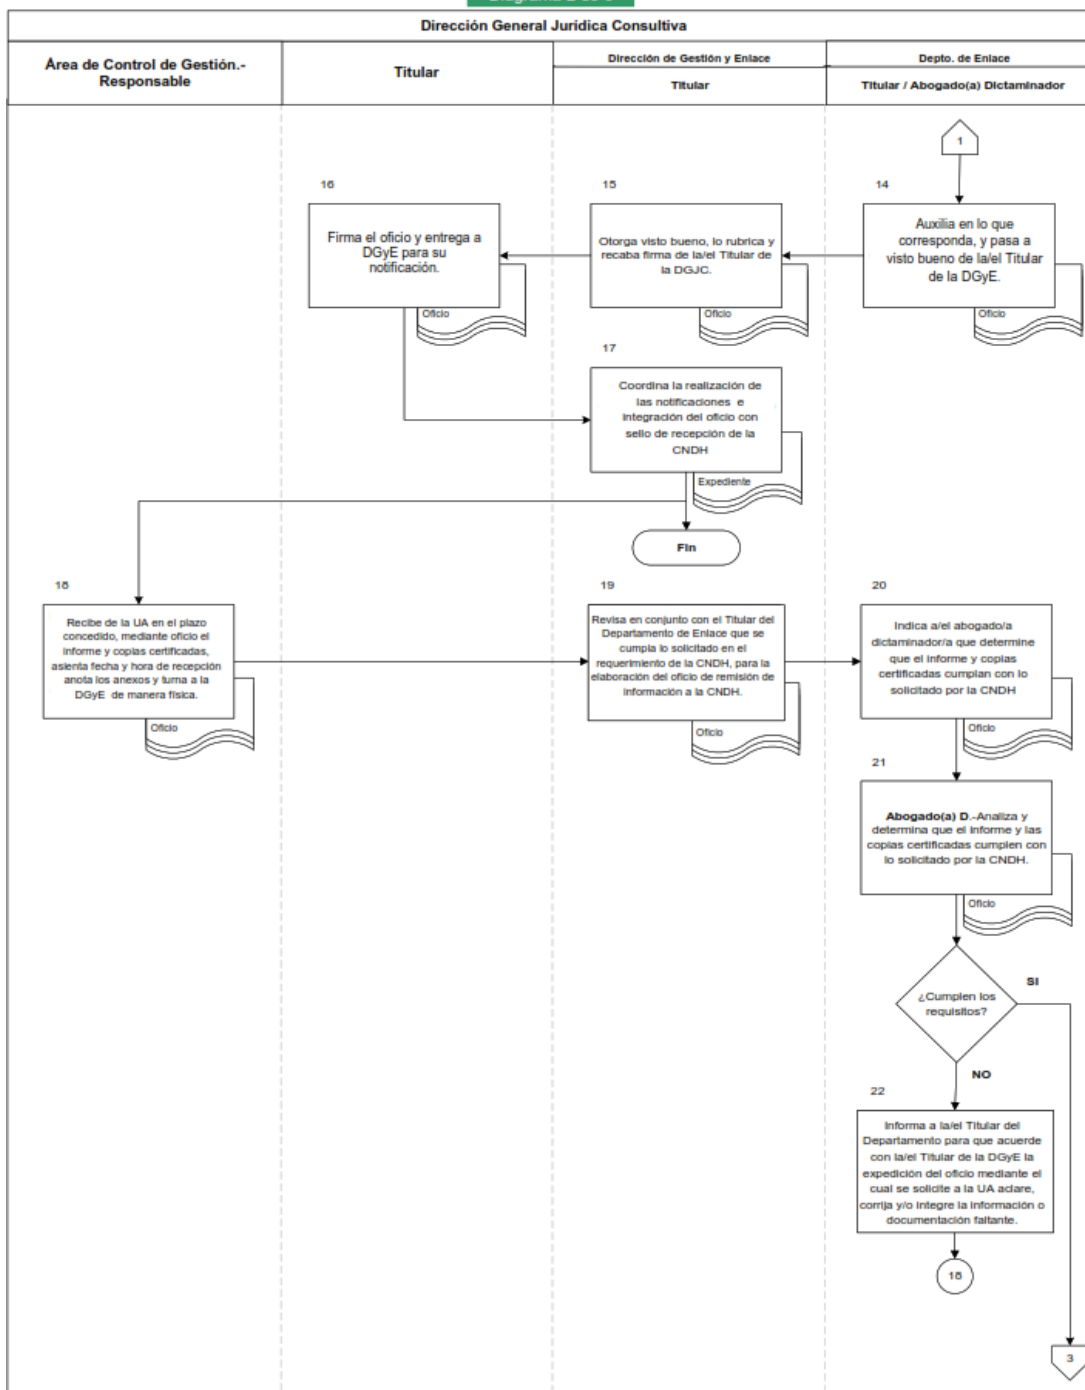 Dirección General Jurídica Consultiva
Área de Control de Gestión.-
Responsable
Titular
Dirección de Gestión y Enlace
Titular
Depto. de Enlace
Titular / Abogado(a) Dictaminador
1
16
Firma el oficio y entrega a
DGyE para su
notificación.
Oficio
15
Otorga visto bueno, lo rubrica y
recaba firma de la/el Titular de
la DGJC.
Oficio
14
Auxilia en lo que
corresponda, y pasa a
visto bueno de la/el Titular
de la DGyE.
Oficio
17
Coordina la realización de
las notificaciones e
integración del oficio con
sello de recepción de la
CNDH
Expediente
Fin
18
Recibe de la UA en el plazo
concedido, mediante oficio el
informe y copias certificadas,
asienta fecha y hora de recepción
anota los anexos y turna a la
DGyE de manera física.
Oficio
19
Revisa en conjunto con el Titular del
Departamento de Enlace que se
cumpla lo solicitado en el
requerimiento de la CNDH, para la
elaboración del oficio de remisión de
información a la CNDH.
Oficio
20
Indica a/el abogado/a
dictaminador/a que determine
que el informe y copias
certificadas cumplan con lo
solicitado por la CNDH
Oficio
21
Abogado(a) D.-Analiza y
determina que el informe y las
copias certificadas cumplen con
lo solicitado por la CNDH.
Oficio
¿Cumplen los
requisitos?
SI
NO
22
Informa a la/el Titular del
Departamento para que acuerde
con la/el Titular de la DGyE la
expedición del oficio mediante el
cual se solicite a la UA aclare,
corrija y/o integre la información o
documentación faltante.
18
3